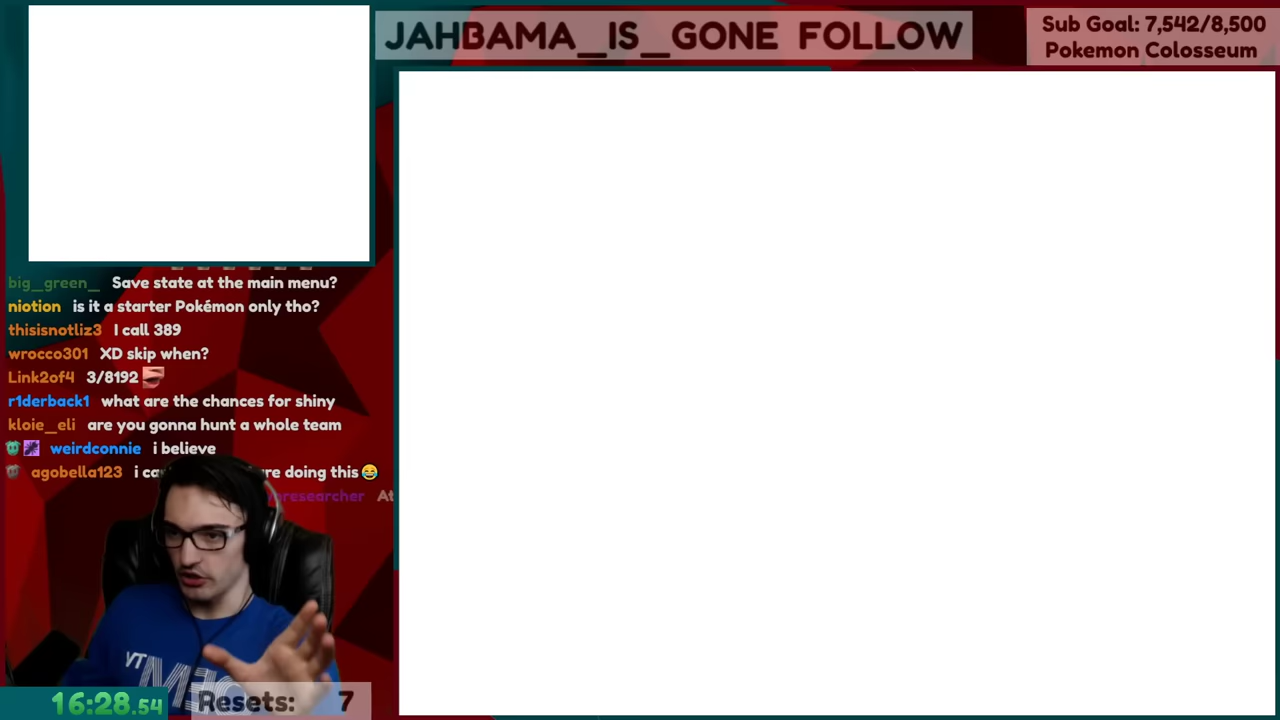 JAHBAMA_IS_GONE FOLLOW
Sub Goal: 7,542/8,500
Pokemon Colosseum
big_green_ Save state at the main menu?
niotion is it a starter Pokémon only tho?
thisisnotliz3 I call 389
wrocco301 XD skip when?
Link2of4 3/8192
r1derback1 what are the chances for shiny
kloie_eli are you gonna hunt a whole team
weirdconnie i believe
agobella123 i doing this 😂
At
16:28.54
Resets: 7